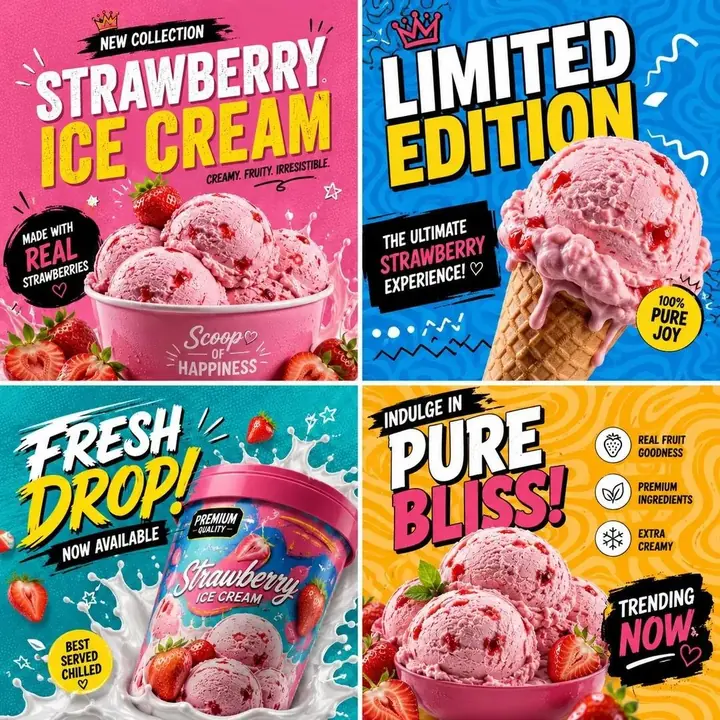 NEW COLLECTION
STRAWBERRY
ICE CREAM
CREAMY. FRUITY. IRRESISTIBLE.
MADE WITH
REAL
STRAWBERRIES
Scoop
OF
HAPPINESS
LIMITED
EDITION
THE ULTIMATE
STRAWBERRY
EXPERIENCE!
100%
PURE
JOY
FRESH
DROP!
NOW AVAILABLE
PREMIUM
QUALITY
Strawberry
ICE CREAM
BEST
SERVED
CHILLED
INDULGE IN
PURE
BLISS!
REAL FRUIT
GOODNESS
PREMIUM
INGREDIENTS
EXTRA
CREAMY
TRENDING
NOW